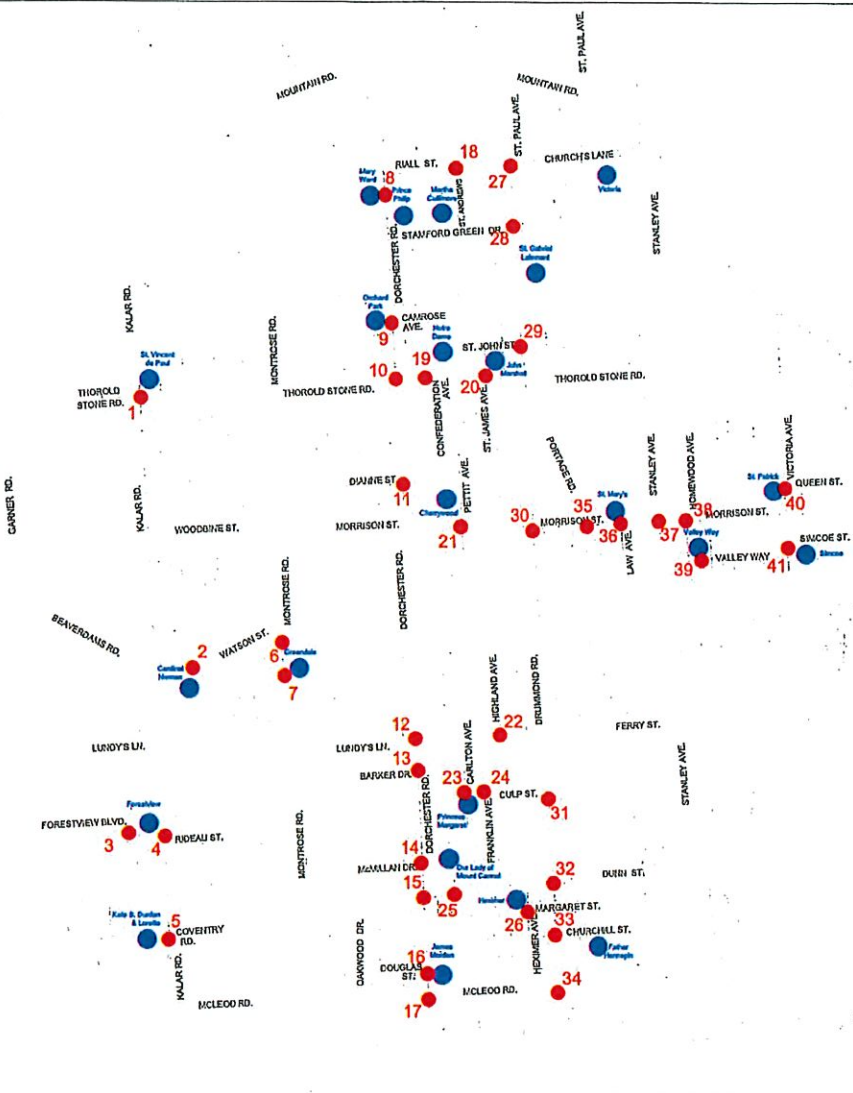 ST. PAUL AVE.
MOUNTAIN RD.
MOUNTAIN RD.
ST. PAUL AVE.
18
RIALL ST.
CHURCH'S LANE
27
Mary
Ward
8
Prince
Philip
Martha
Cullimore
ST. ANDREWS
Victoria
STANLEY AVE.
DORCHESTER RD.
STAMFORD GREEN DR.
28
St. Gabriel
Lalemant
KALAR RD.
MONTROSE RD.
Orchard
Park
CAMROSE
AVE.
9
Notre
Dame
ST. JOHN ST.
29
St. Vincent
de Paul
10
19
20
John
Marshall
THOROLD
STONE RD.
1
THOROLD STONE RD.
THOROLD STONE RD.
CONFEDERATION
AVE.
ST. JAMES AVE.
GARNER RD.
KALAR RD.
WOODBINE ST.
DIANNE ST.
11
Cherrywood
PETTIT AVE.
MORRISON ST.
21
PORTAGE RD.
30
MORRISON ST.
35
St. Mary's
36
LAW AVE.
STANLEY AVE.
37
HOMEWOOD AVE.
38
MORRISON ST.
Valley Way
39
VALLEY WAY
VICTORIA AVE.
St. Patrick
QUEEN ST.
40
SIMCOE ST.
41
Simcoe
DORCHESTER RD.
MONTROSE RD.
BEAVERDAMS RD.
WATSON ST.
2
Cardinal
Newman
6
Greendale
7
HIGHLAND AVE.
DRUMMOND RD.
22
FERRY ST.
12
LUNDY'S LN.
LUNDY'S LN.
13
BARKER DR.
CARLTON AVE.
23
24
CULP ST.
31
STANLEY AVE.
DORCHESTER RD.
Princess
Margaret
FRANKLIN AVE.
Forestview
FORESTVIEW BLVD.
3
4
RIDEAU ST.
MONTROSE RD.
14
McMILLAN DR.
Our Lady of
Mount Carmel
15
25
32
DUNN ST.
26
MARGARET ST.
33
CHURCHILL ST.
HEXIMER AVE.
Father
Hennepin
Kate S. Durdan
& Loretto
5
COVENTRY
RD.
KALAR RD.
OAKWOOD DR.
16
James
Morden
DOUGLAS
ST.
34
McLEOD RD.
McLEOD RD.
17